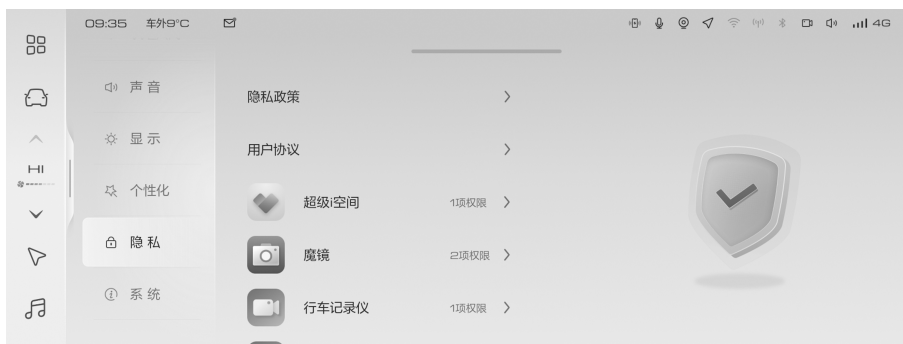 09:35 车外9°C 4G
HI
声音
显示
个性化
隐私
系统
隐私政策
用户协议
超级i空间 1项权限
魔镜 2项权限
行车记录仪 1项权限